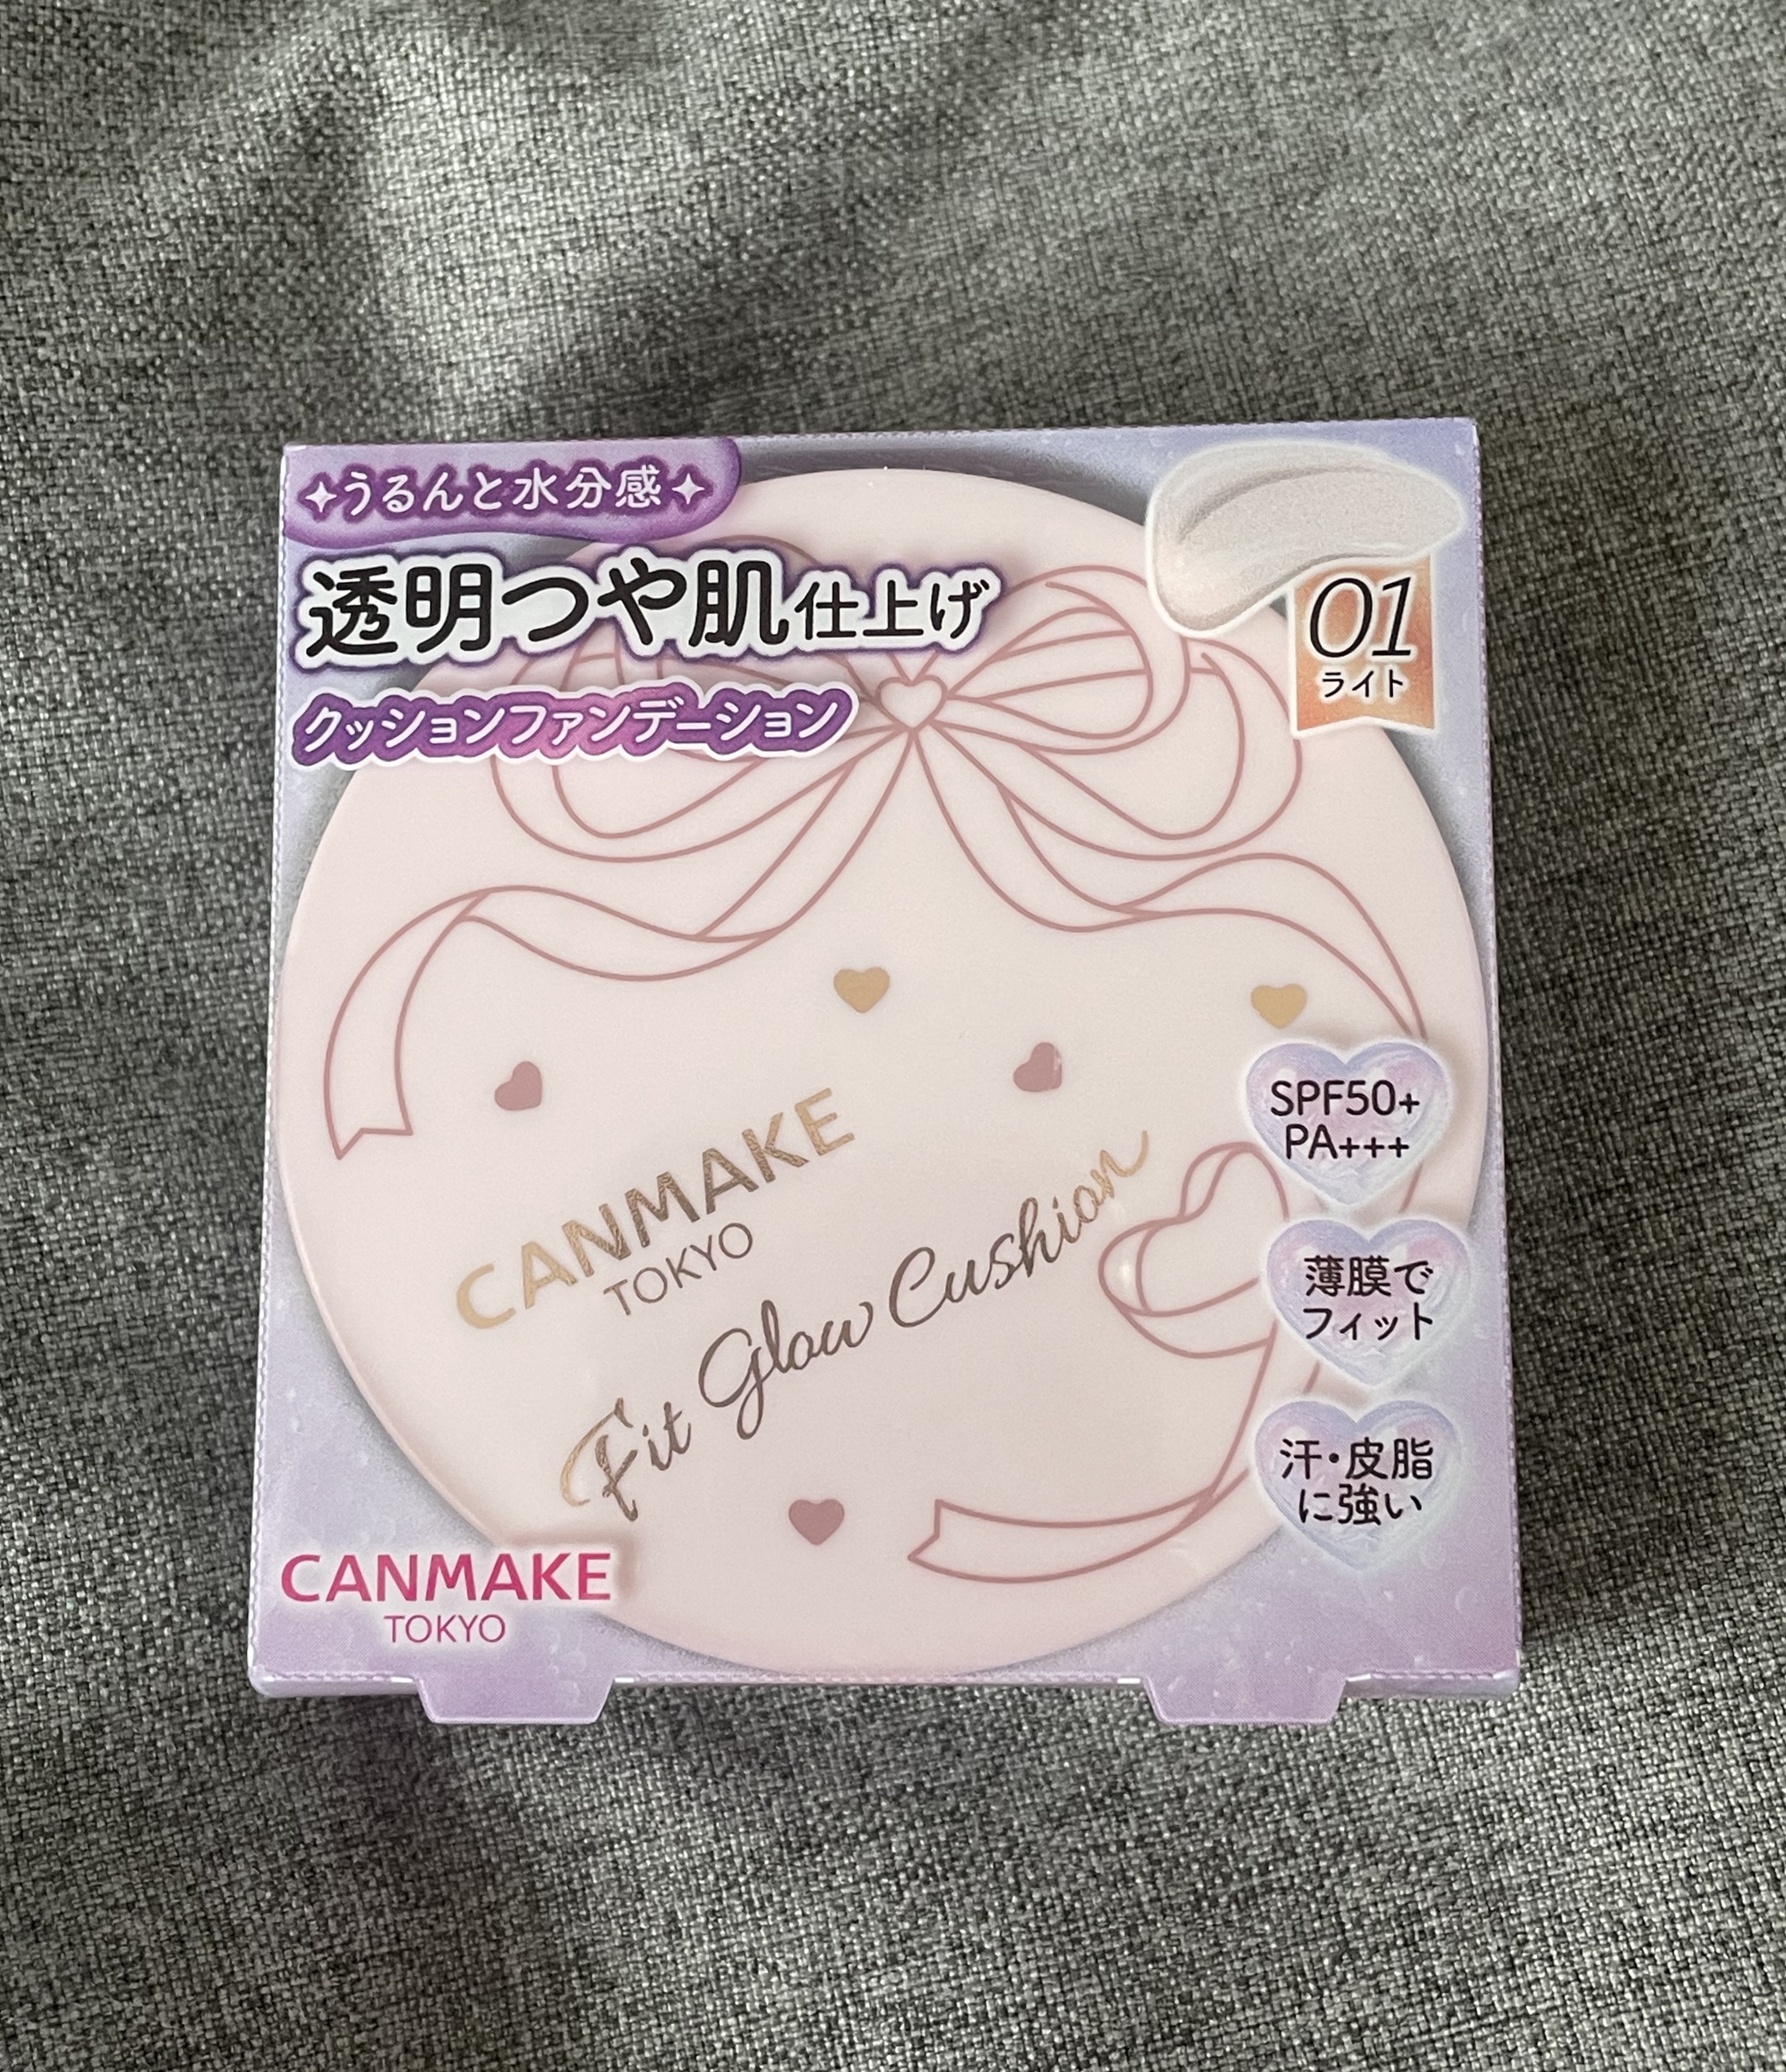 うるんと水分感
透明つや肌仕上げ
クッションファンデーション
01
ライト
CANMAKE
TOKYO
Fit Glow Cushion
SPF50+
PA+++
薄膜で
フィット
汗・皮脂
に強い
CANMAKE
TOKYO